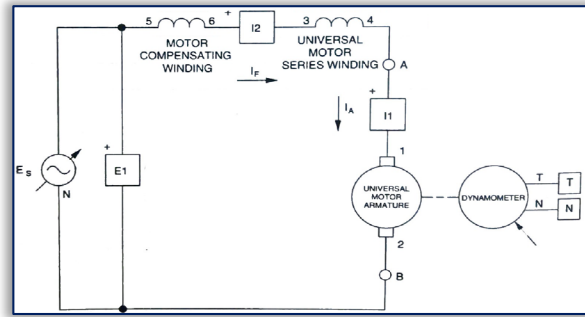 5
6
+
I2
3
4
MOTOR
COMPENSATING
WINDING
UNIVERSAL
MOTOR
SERIES WINDING
A
I_F
+
I_A
I1
E_S
+
E1
N
1
UNIVERSAL
MOTOR
ARMATURE
DYNAMOMETER
T
T
N
N
2
B